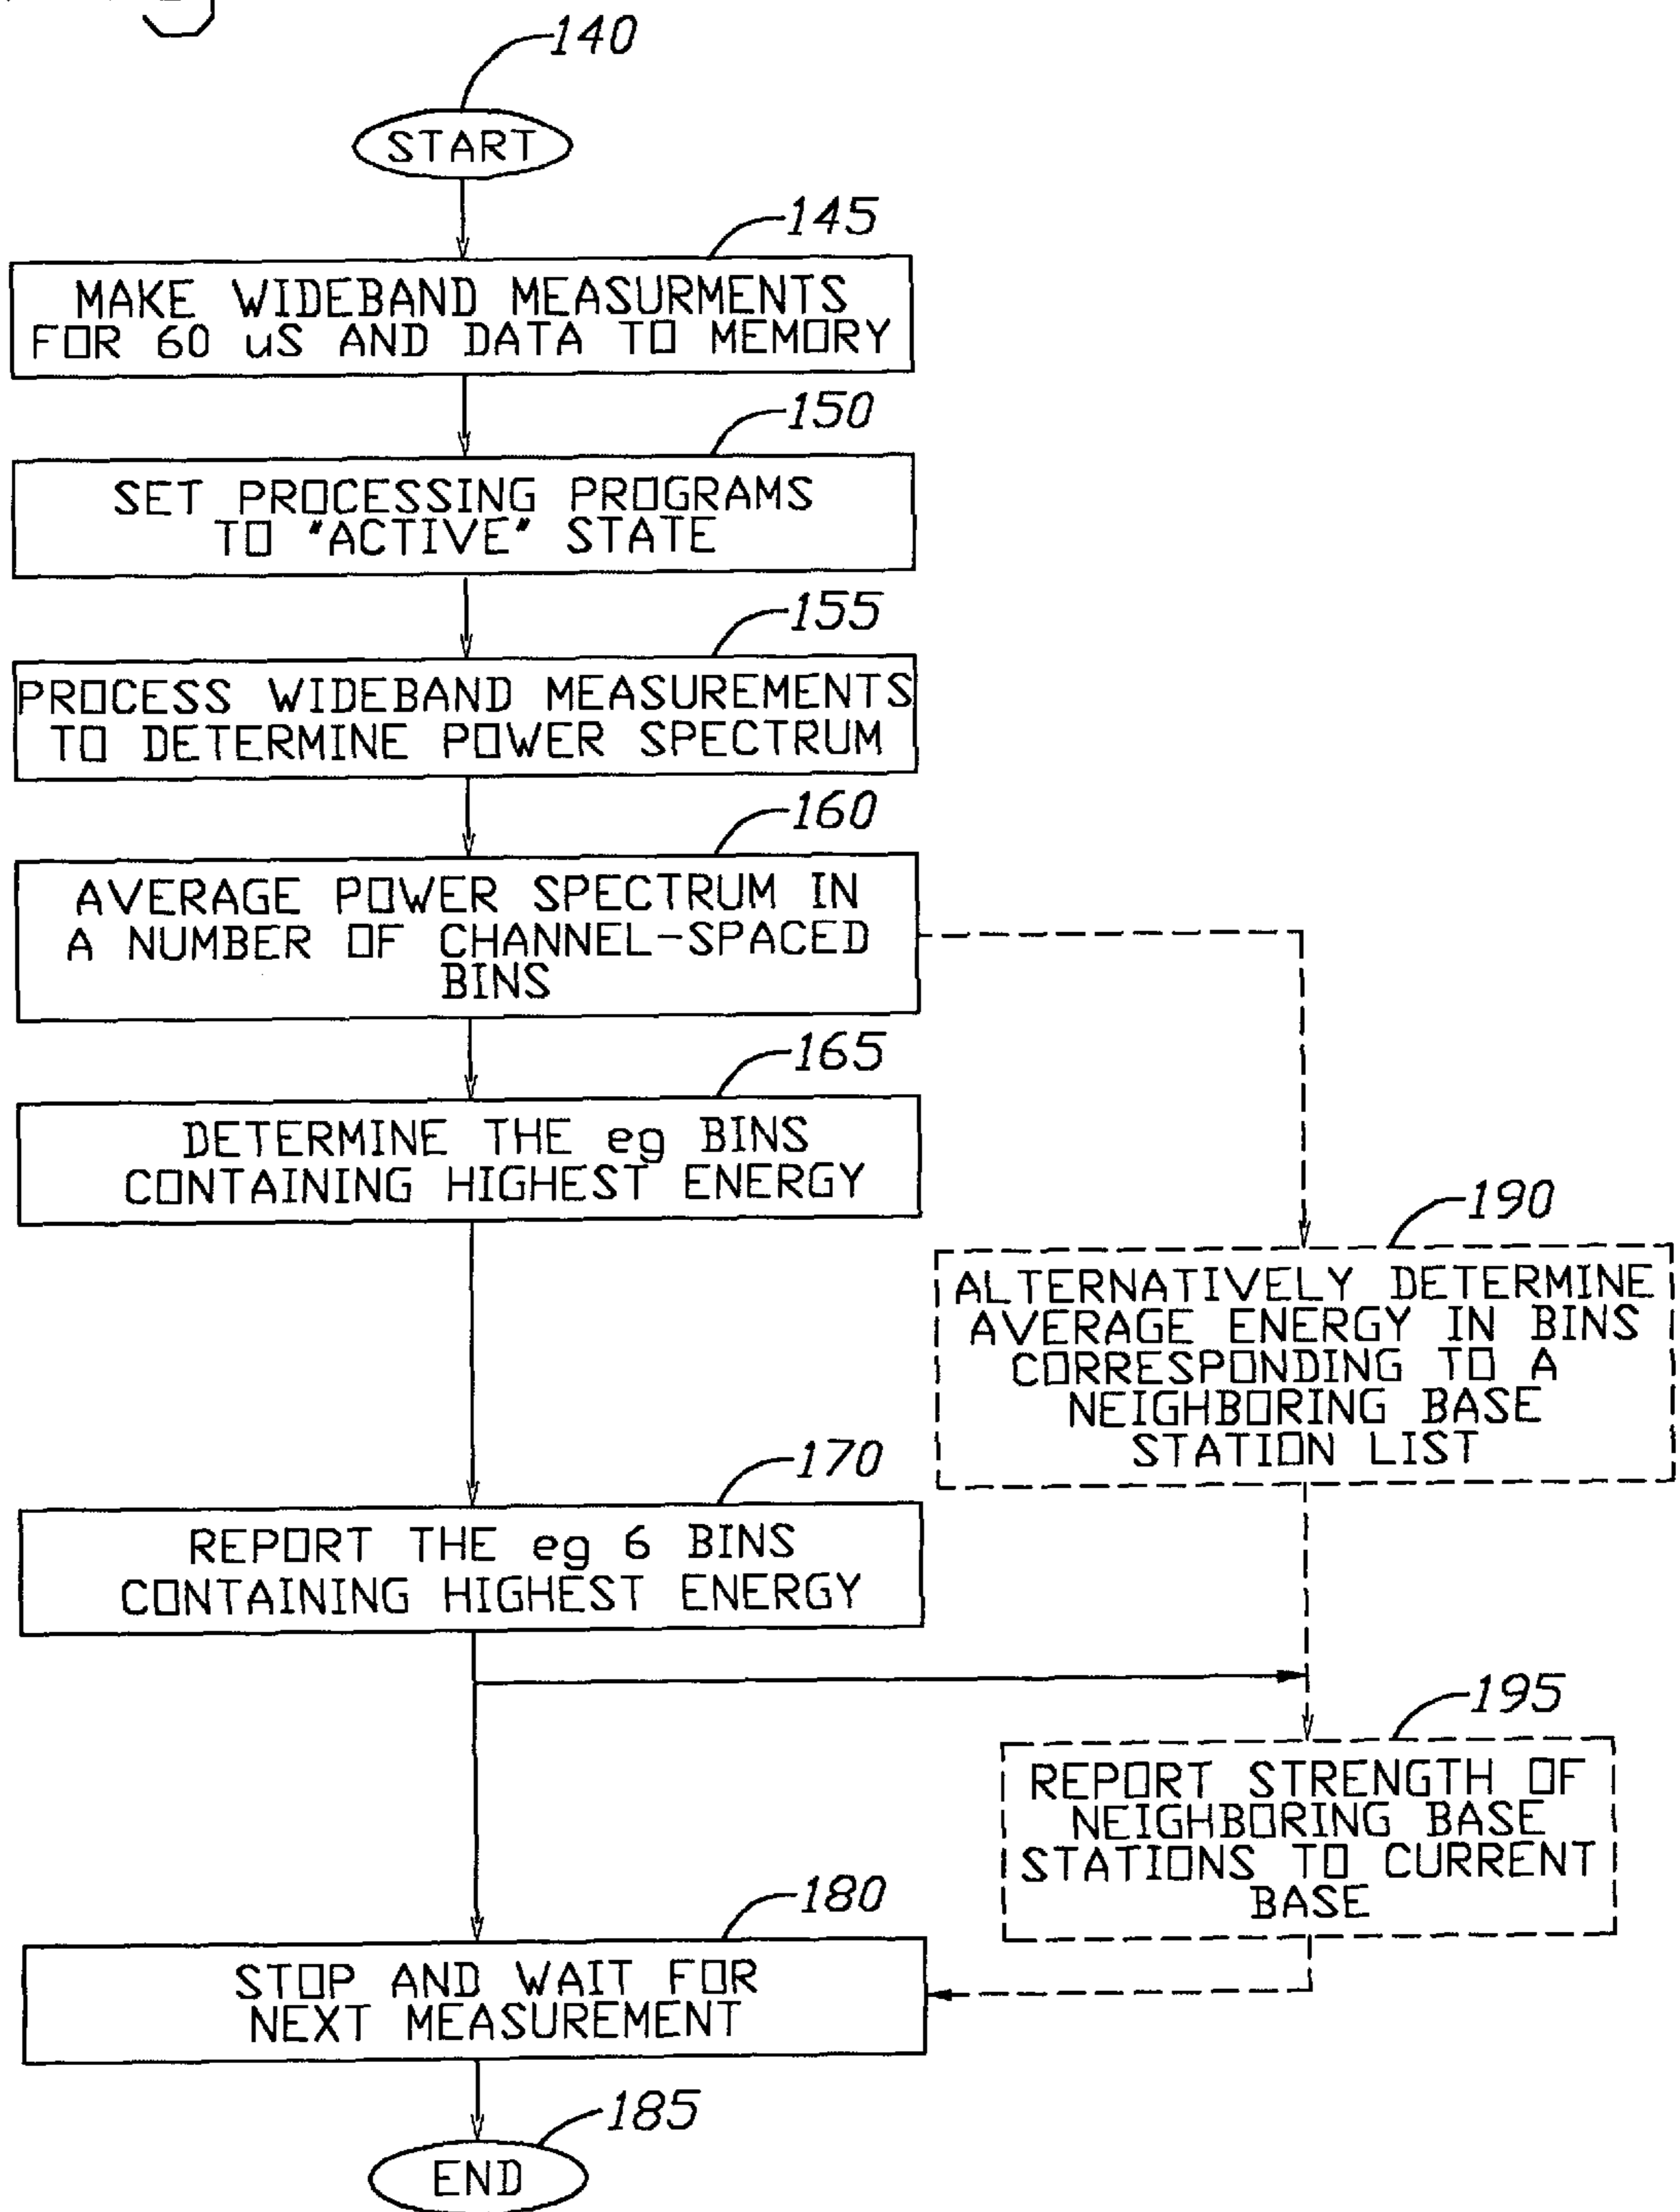 140
START
145
MAKE WIDEBAND MEASURMENTS
FOR 60 uS AND DATA TO MEMORY
150
SET PROCESSING PROGRAMS
TO "ACTIVE" STATE
155
PROCESS WIDEBAND MEASUREMENTS
TO DETERMINE POWER SPECTRUM
160
AVERAGE POWER SPECTRUM IN
A NUMBER OF CHANNEL-SPACED
BINS
165
DETERMINE THE eg BINS
CONTAINING HIGHEST ENERGY
190
ALTERNATIVELY DETERMINE
AVERAGE ENERGY IN BINS
CORRESPONDING TO A
NEIGHBORING BASE
STATION LIST
170
REPORT THE eg 6 BINS
CONTAINING HIGHEST ENERGY
195
REPORT STRENGTH OF
NEIGHBORING BASE
STATIONS TO CURRENT
BASE
180
STOP AND WAIT FOR
NEXT MEASUREMENT
185
END